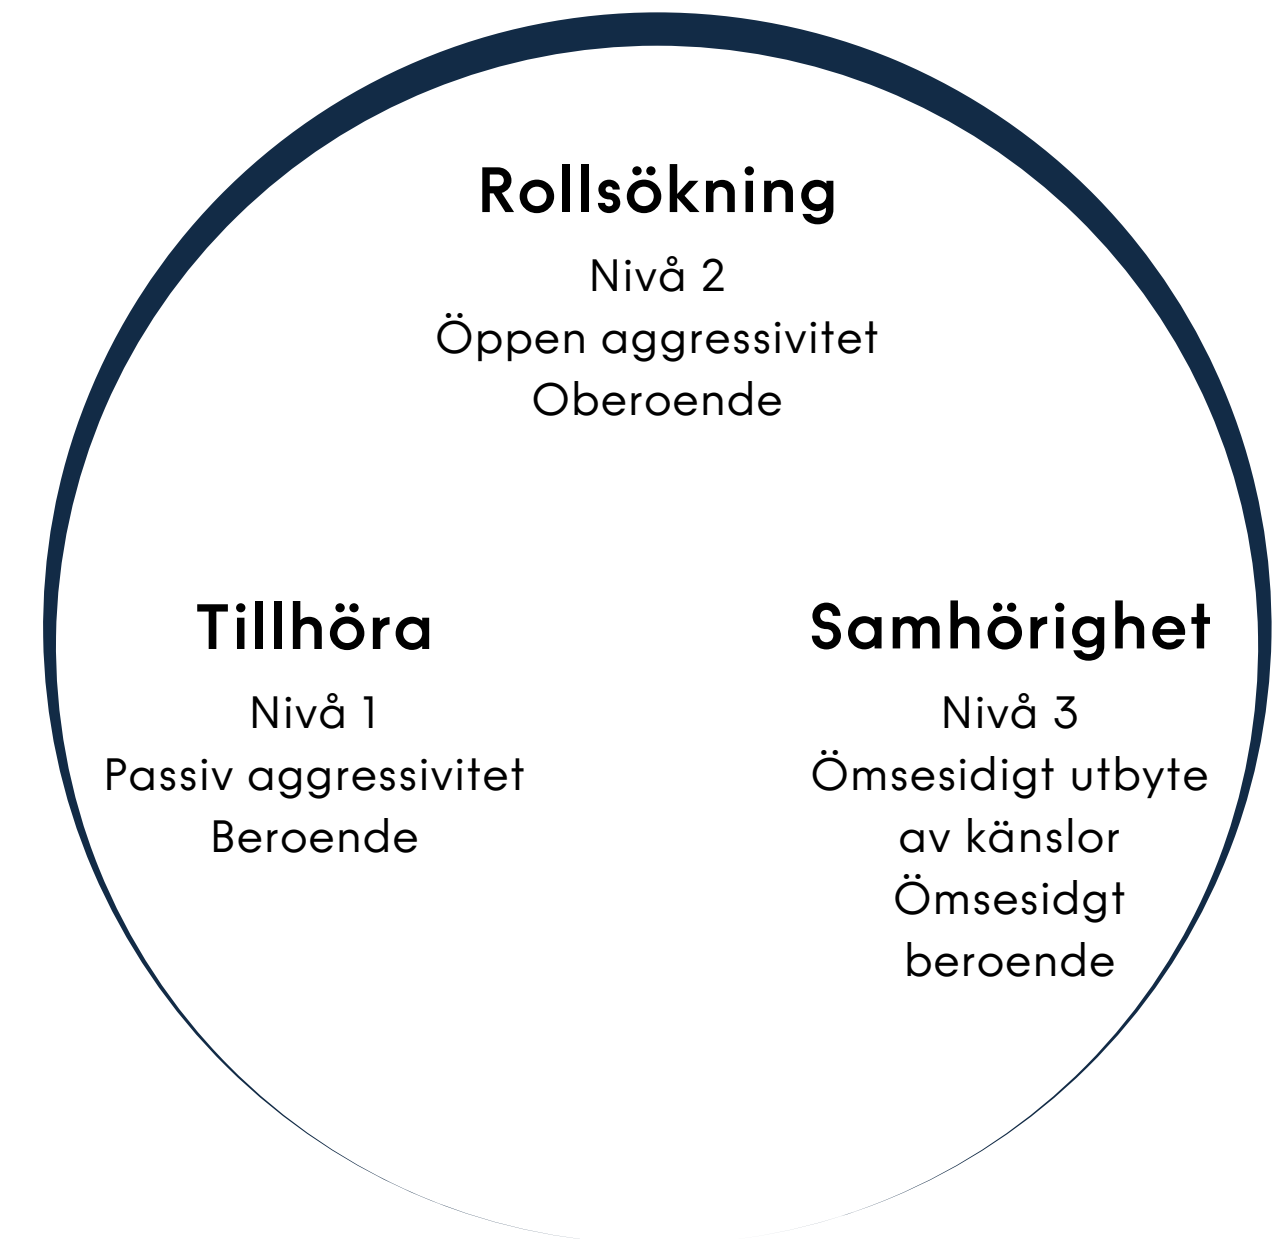 Rollsökning
Nivå 2
Öppen aggressivitet
Oberoende
Tillhöra
Nivå 1
Passiv aggressivitet
Beroende
Samhörighet
Nivå 3
Ömsesidigt utbyte
av känslor
Ömsesidgt
beroende